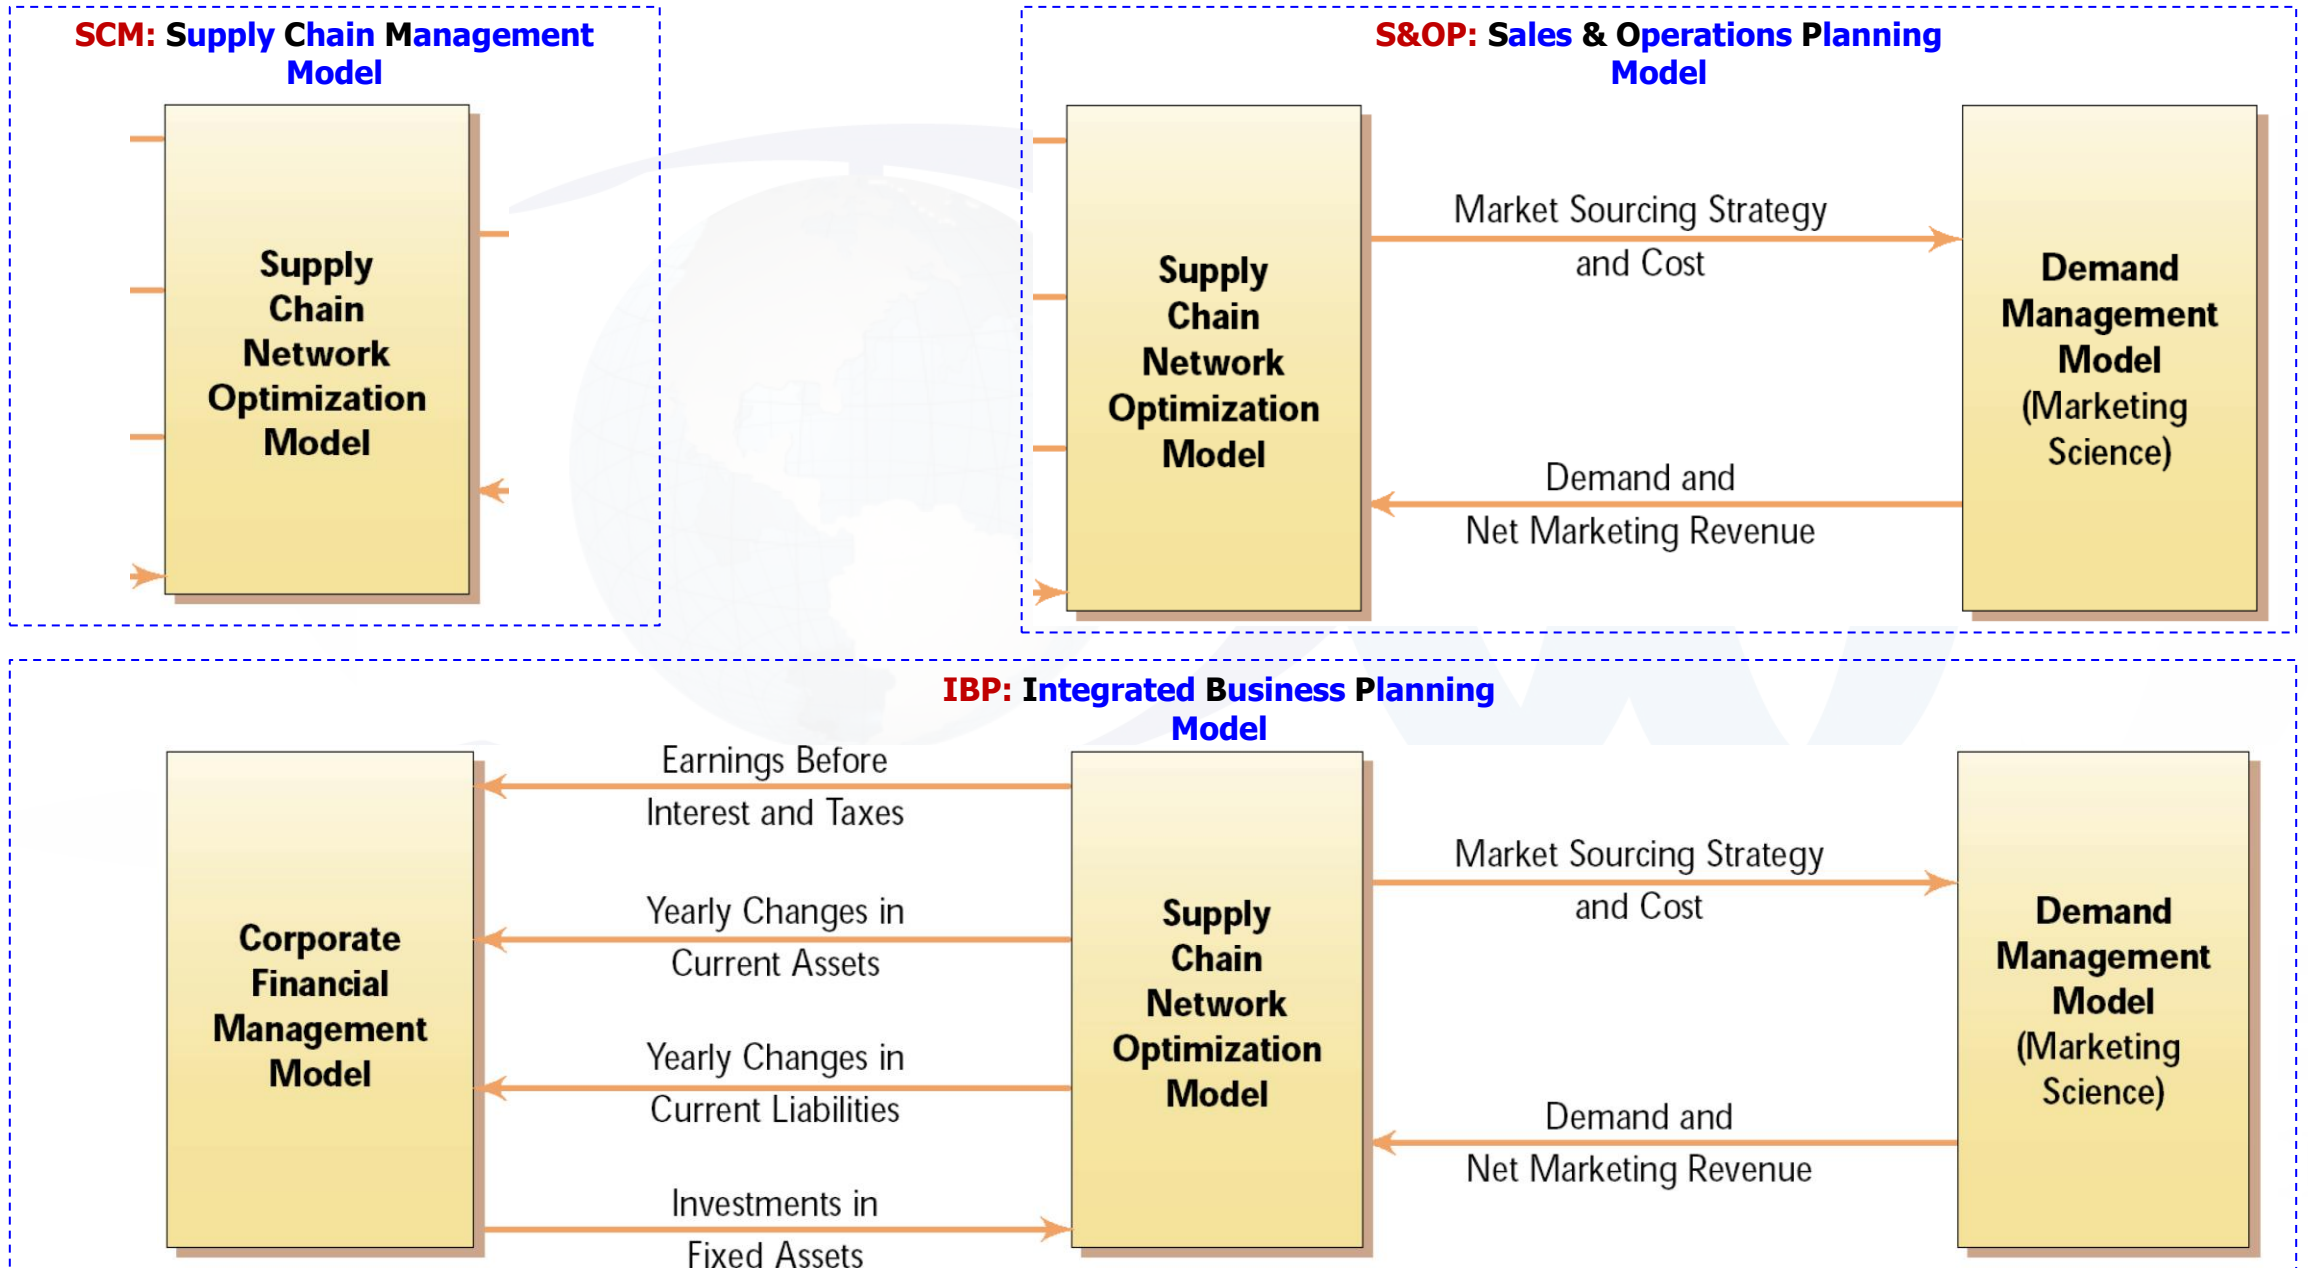 SCM: Supply Chain Management
Model
Supply
Chain
Network
Optimization
Model
S&OP: Sales & Operations Planning
Model
Supply
Chain
Network
Optimization
Model
Market Sourcing Strategy
and Cost
Demand and
Net Marketing Revenue
Demand
Management
Model
(Marketing
Science)
IBP: Integrated Business Planning
Model
Corporate
Financial
Management
Model
Earnings Before
Interest and Taxes
Yearly Changes in
Current Assets
Yearly Changes in
Current Liabilities
Investments in
Fixed Assets
Supply
Chain
Network
Optimization
Model
Market Sourcing Strategy
and Cost
Demand and
Net Marketing Revenue
Demand
Management
Model
(Marketing
Science)